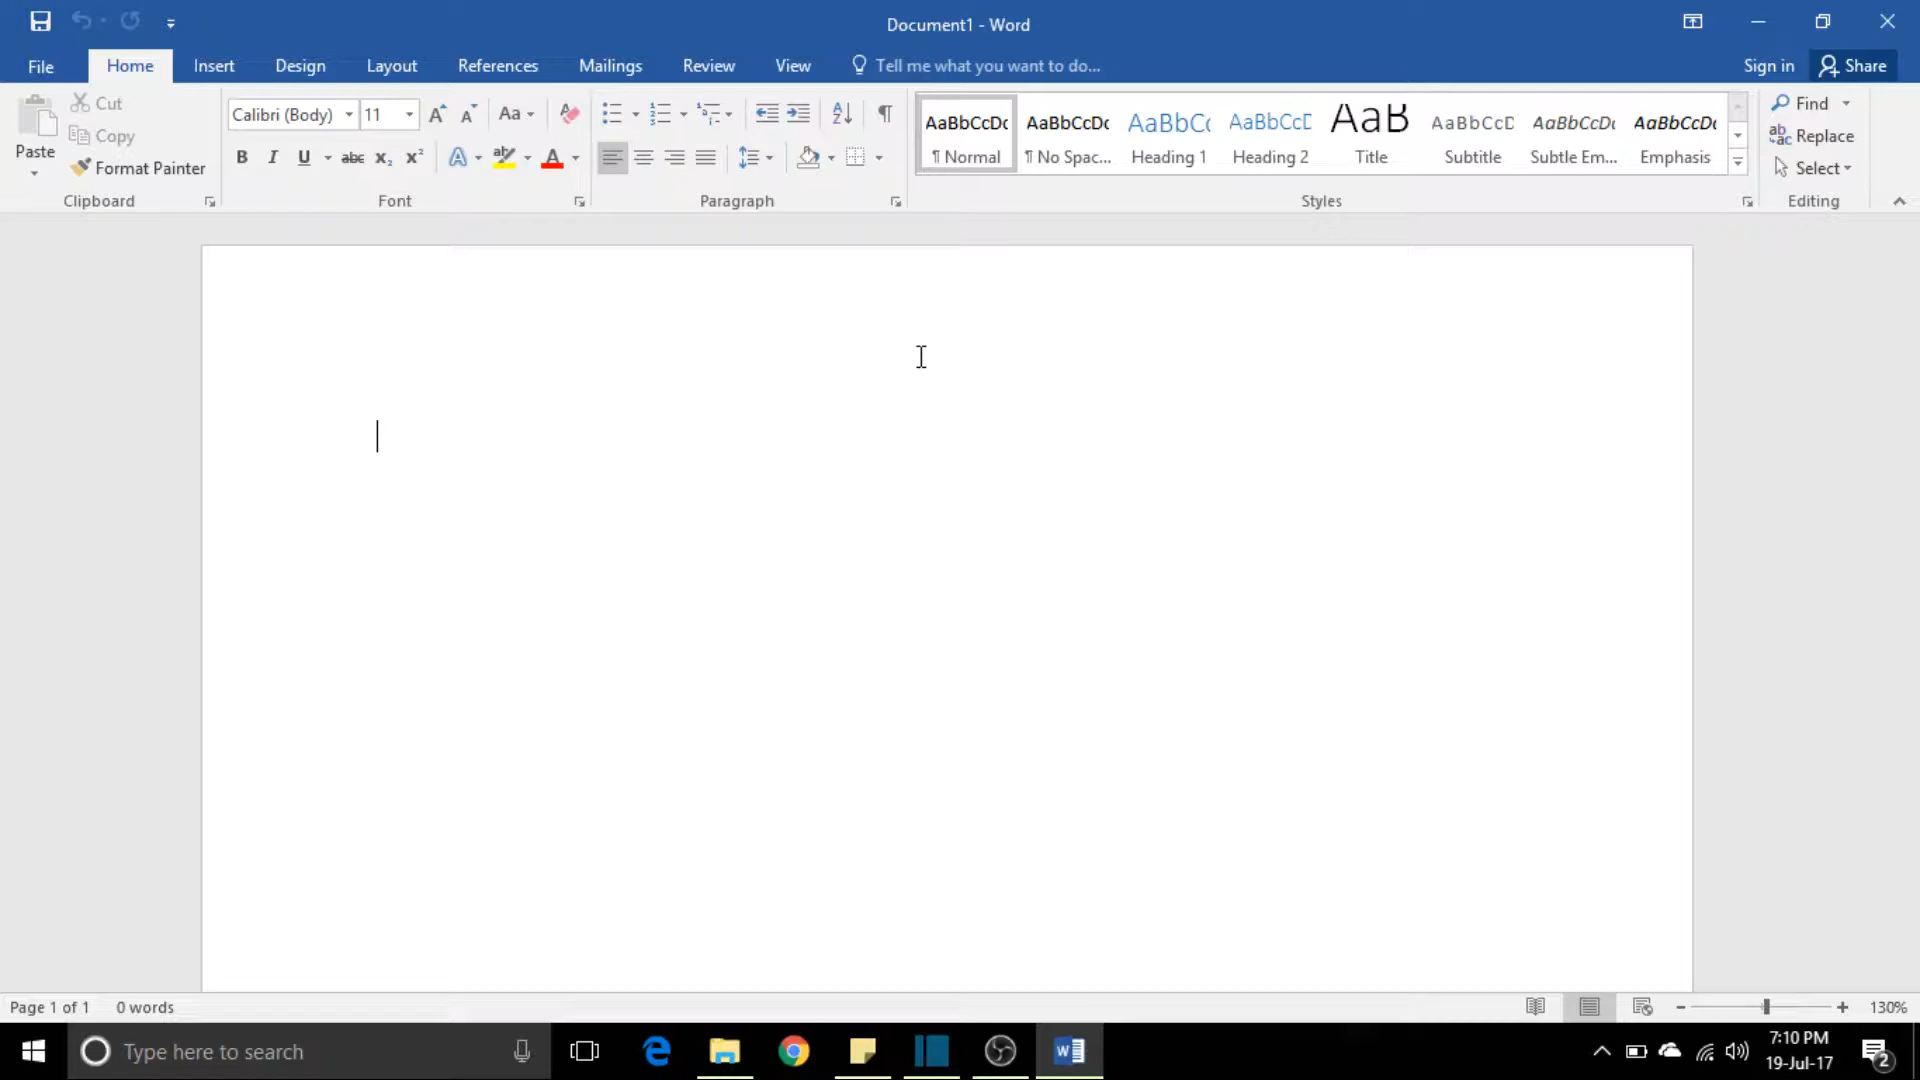 Document1 - Word
File Home Insert Design Layout References Mailings Review View Tell me what you want to do... Sign in Share
Cut
Copy
Format Painter
Paste
Clipboard
Calibri (Body) 11 Aa
B I U abc X₂ X² A aby A
Font
Paragraph
AaBbCcDc AaBbCcDc AaBbCc AaBbCcD AaB AaBbCcD AaBbCcDc AaBbCcDc
¶ Normal ¶ No Spac... Heading 1 Heading 2 Title Subtitle Subtle Em... Emphasis
Styles
Find
Replace
Select
Editing
Page 1 of 1 0 words 130%
Type here to search
7:10 PM
19-Jul-17
2